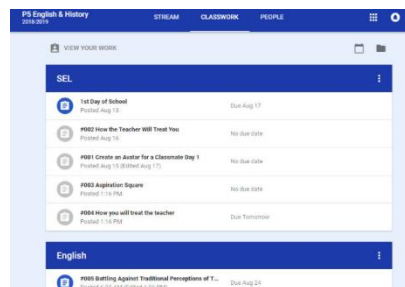 P5 English & History
2018-2019
STREAM
CLASSWORK
PEOPLE
VIEW YOUR WORK
SEL
1st Day of School
Posted Aug 13
Due Aug 17
#002 How the Teacher Will Treat You
Posted Aug 16
No due date
#001 Create an Avatar for a Classmate Day 1
Posted Aug 15 (Edited Aug 17)
No due date
#003 Aspiration Square
Posted 1:16 PM
No due date
#004 How you will treat the teacher
Posted 1:16 PM
Due Tomorrow
English
#005 Battling Against Traditional Perceptions of T...
Due Aug 24